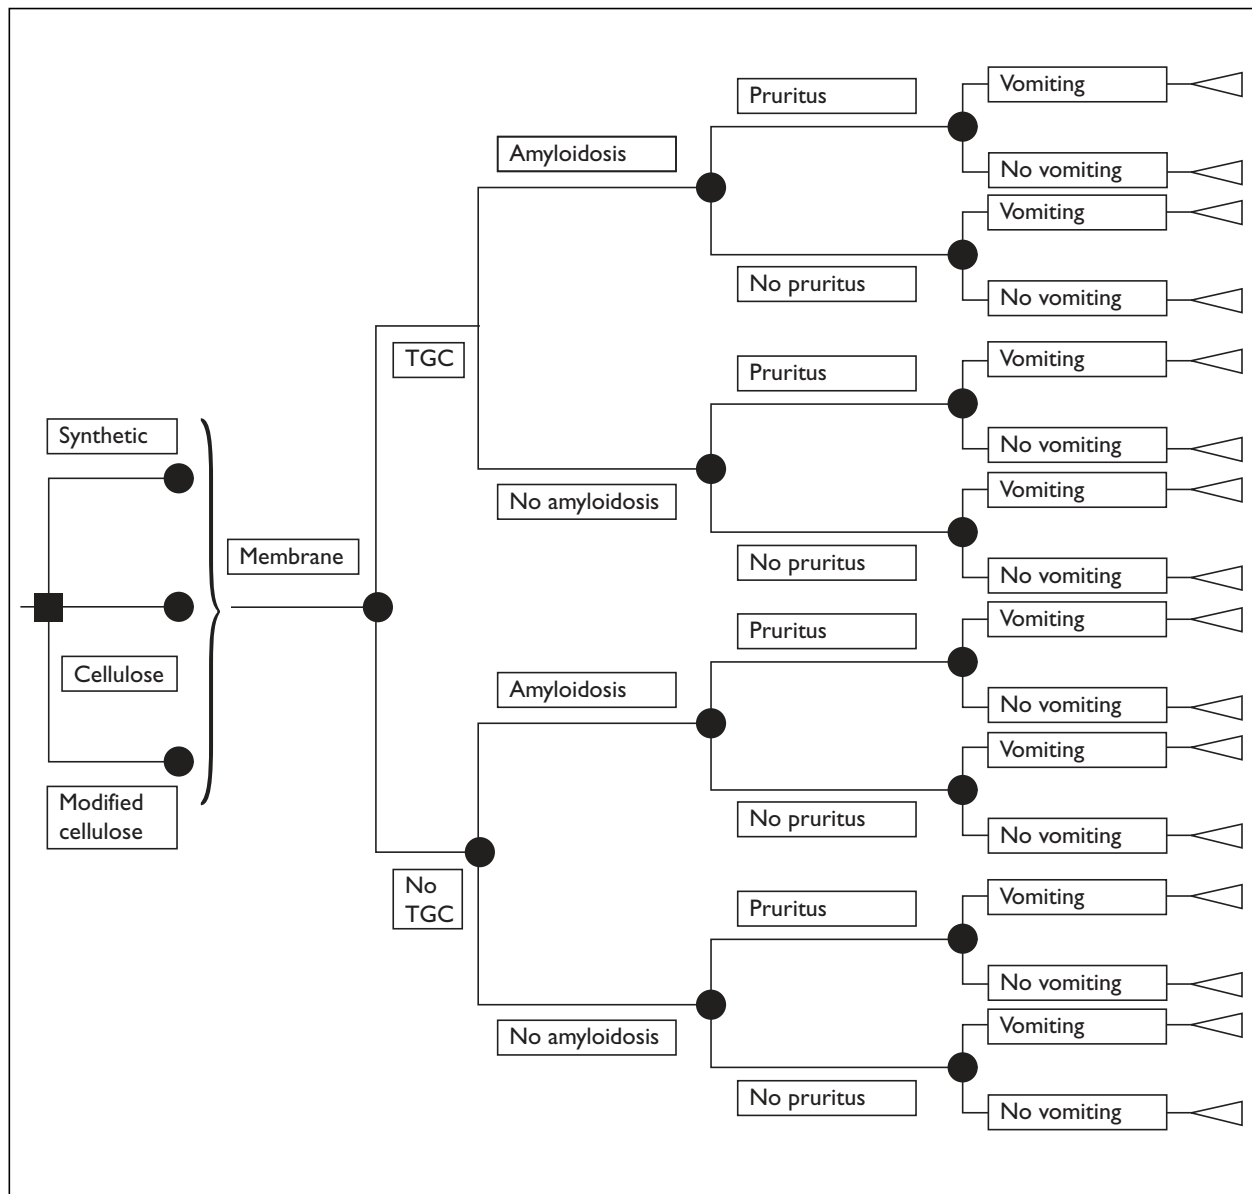 Vomiting
Pruritus
Amyloidosis
No vomiting
Vomiting
No pruritus
No vomiting
TGC
Vomiting
Pruritus
Synthetic
No vomiting
Vomiting
No amyloidosis
Membrane
No pruritus
No vomiting
Vomiting
Pruritus
Cellulose
Amyloidosis
No vomiting
Vomiting
Modified
cellulose
No pruritus
No vomiting
No
TGC
Vomiting
Pruritus
No vomiting
Vomiting
No amyloidosis
No pruritus
No vomiting